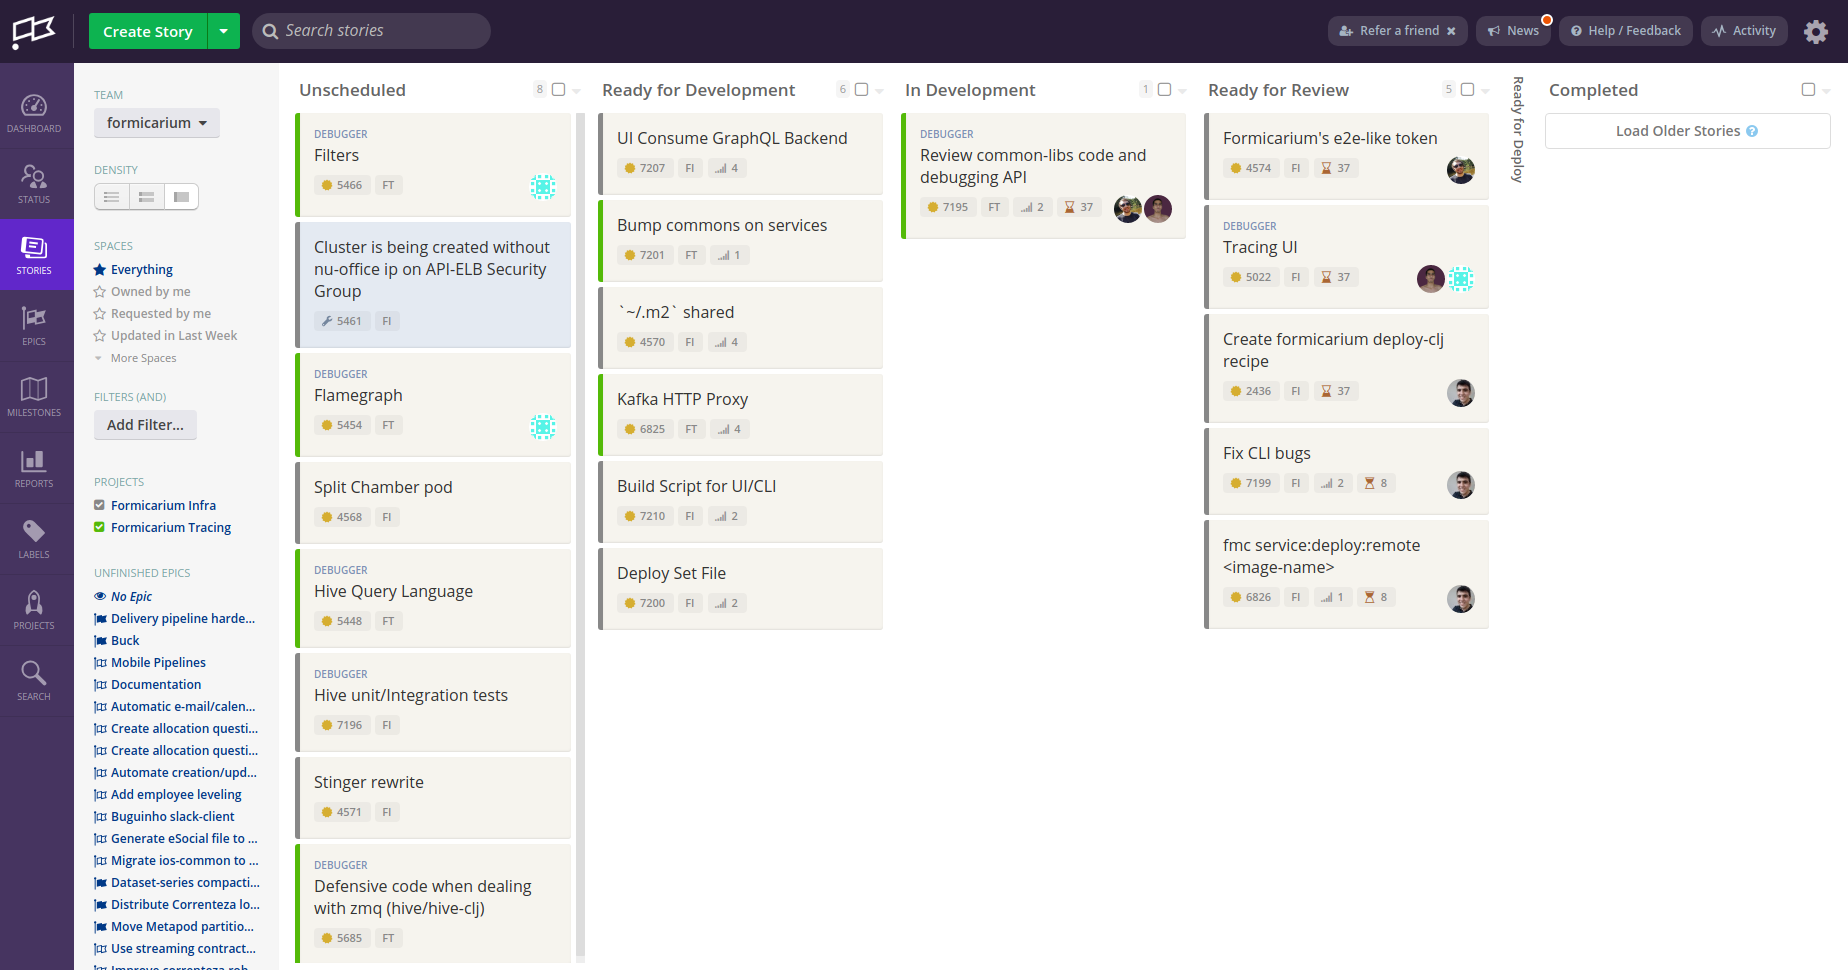 Create Story
Search stories
Refer a friend
News
Help / Feedback
Activity
DASHBOARD
STATUS
STORIES
EPICS
MILESTONES
REPORTS
LABELS
PROJECTS
SEARCH
TEAM
formicarium
DENSITY
SPACES
Everything
Owned by me
Requested by me
Updated in Last Week
More Spaces
FILTERS (AND)
Add Filter...
PROJECTS
Formicarium Infra
Formicarium Tracing
UNFINISHED EPICS
No Epic
Delivery pipeline harde...
Buck
Mobile Pipelines
Documentation
Automatic e-mail/calen...
Create allocation questi...
Create allocation questi...
Automate creation/upd...
Add employee leveling
Buguinho slack-client
Generate eSocial file to ...
Migrate ios-common to ...
Dataset-series compacti...
Distribute Correnteza lo...
Move Metapod partitio...
Use streaming contract...
Unscheduled 8
DEBUGGER
Filters
5466 FT
Cluster is being created without
nu-office ip on API-ELB Security
Group
5461 FI
DEBUGGER
Flamegraph
5454 FT
Split Chamber pod
4568 FI
DEBUGGER
Hive Query Language
5448 FT
DEBUGGER
Hive unit/Integration tests
7196 FI
Stinger rewrite
4571 FI
DEBUGGER
Defensive code when dealing
with zmq (hive/hive-clj)
5685 FT
Ready for Development 6
UI Consume GraphQL Backend
7207 FI 4
Bump commons on services
7201 FT 1
`~/.m2` shared
4570 FI 4
Kafka HTTP Proxy
6825 FT 4
Build Script for UI/CLI
7210 FI 2
Deploy Set File
7200 FI 2
In Development 1
DEBUGGER
Review common-libs code and
debugging API
7195 FT 2 37
Ready for Review 5
Formicarium's e2e-like token
4574 FI 37
DEBUGGER
Tracing UI
5022 FI 37
Create formicarium deploy-clj
recipe
2436 FI 37
Fix CLI bugs
7199 FI 2 8
fmc service:deploy:remote
<image-name>
6826 FI 1 8
Ready for Deploy
Completed
Load Older Stories ?